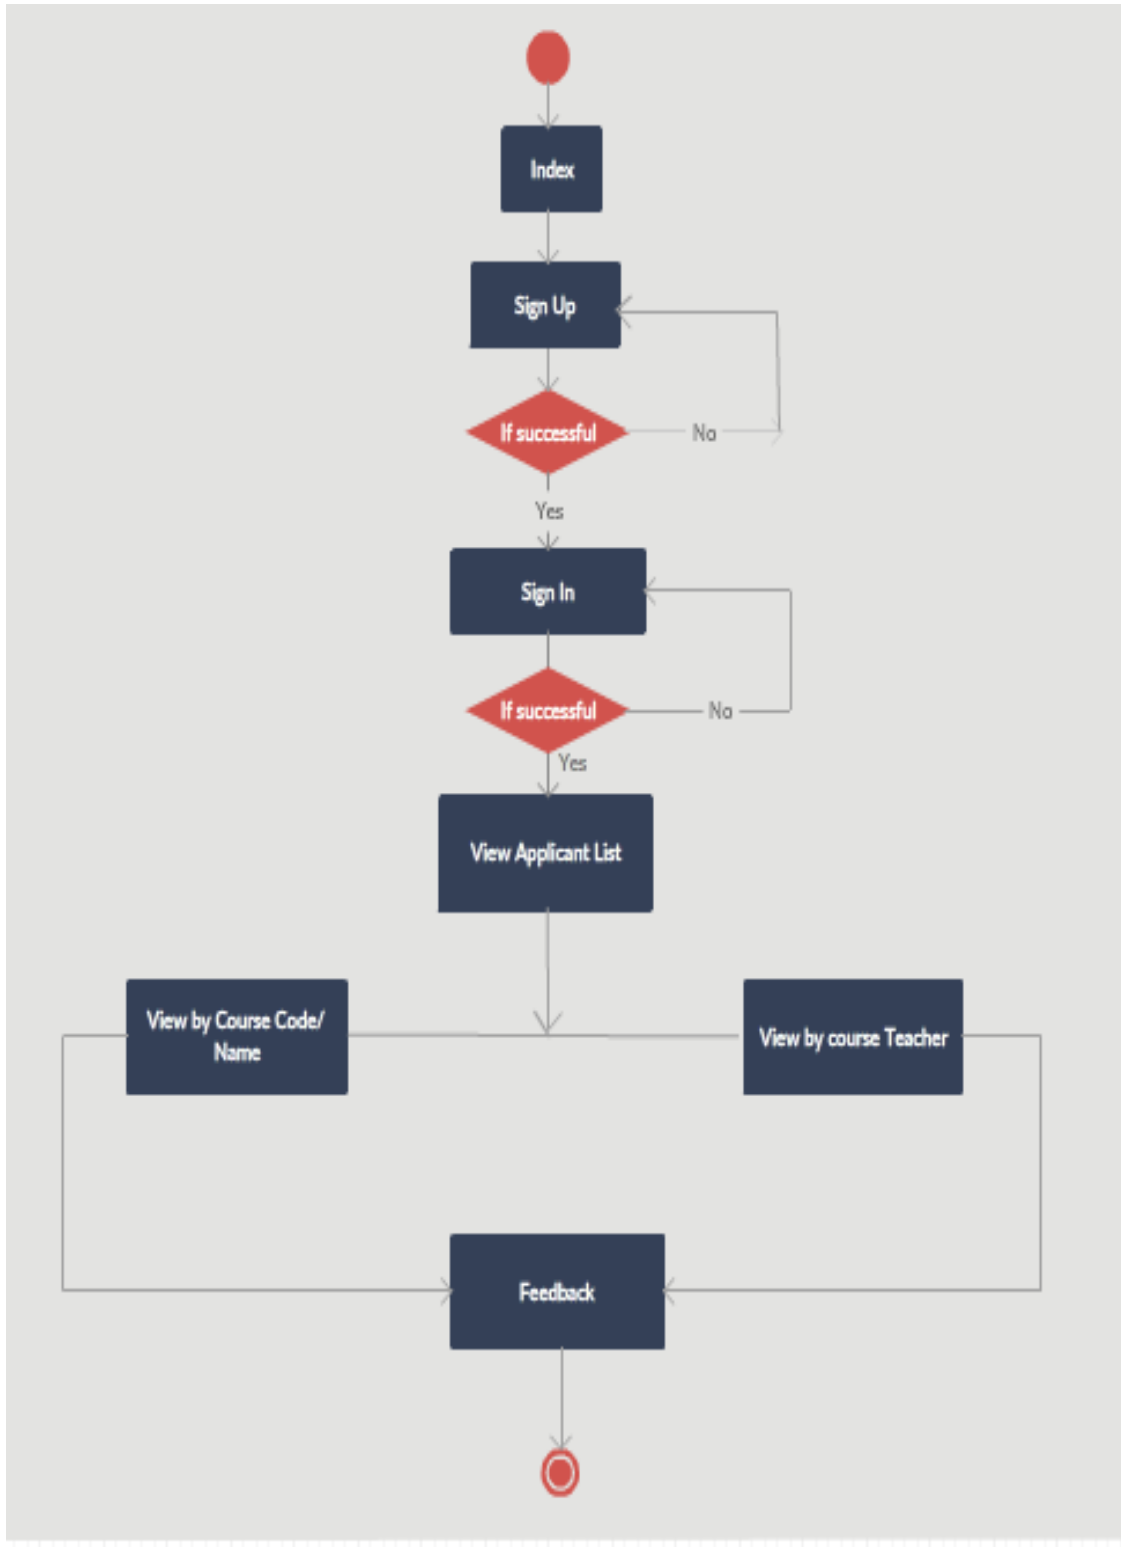 Index
Sign Up
If successful
No
Yes
Sign In
If successful
No
Yes
View Applicant List
View by Course Code/
Name
View by course Teacher
Feedback